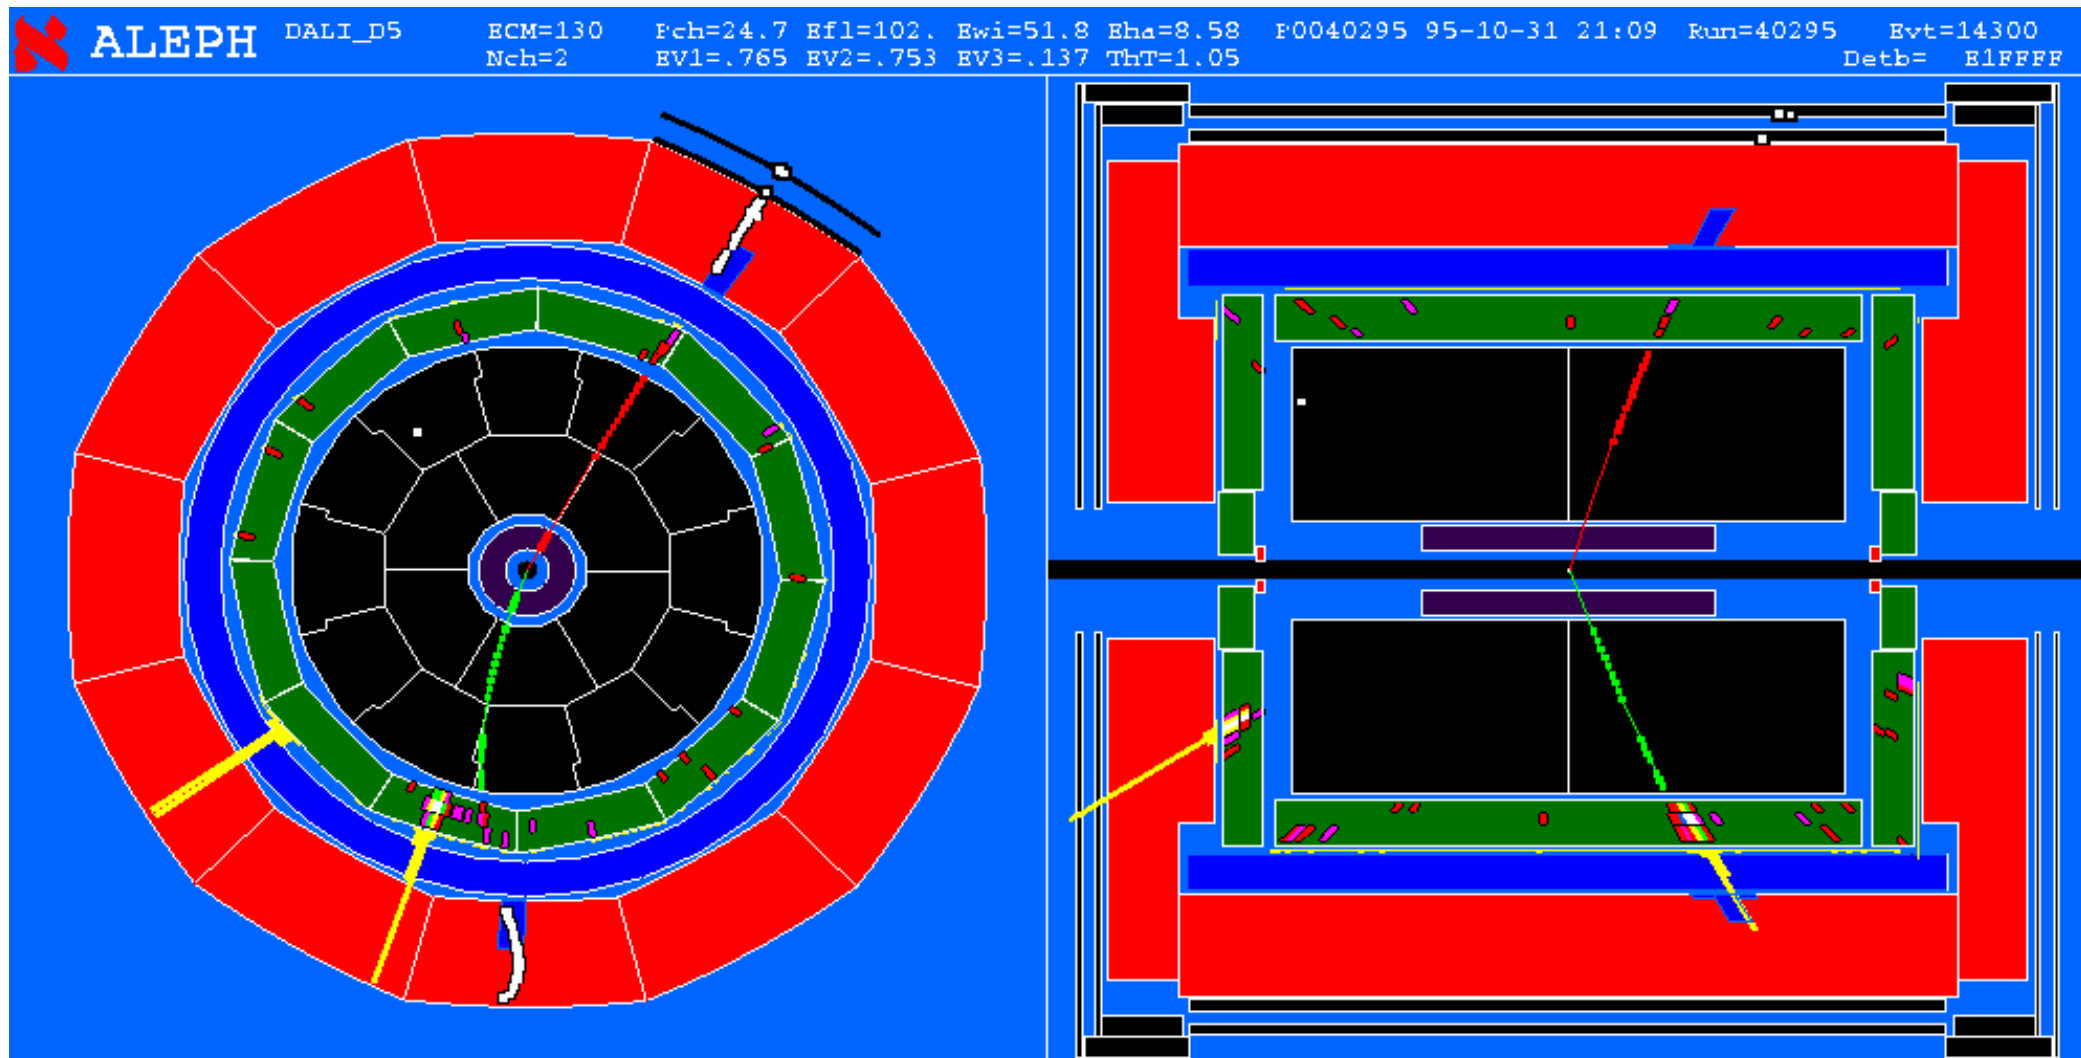 ALEPH DALI_D5 ECM=130 Pch=24.7 Efl=102. Ewi=51.8 Eha=8.58 P0040295 95-10-31 21:09 Run=40295 Evt=14300
Nch=2 EV1=.765 EV2=.753 EV3=.137 ThT=1.05 Detb= E1FFFF